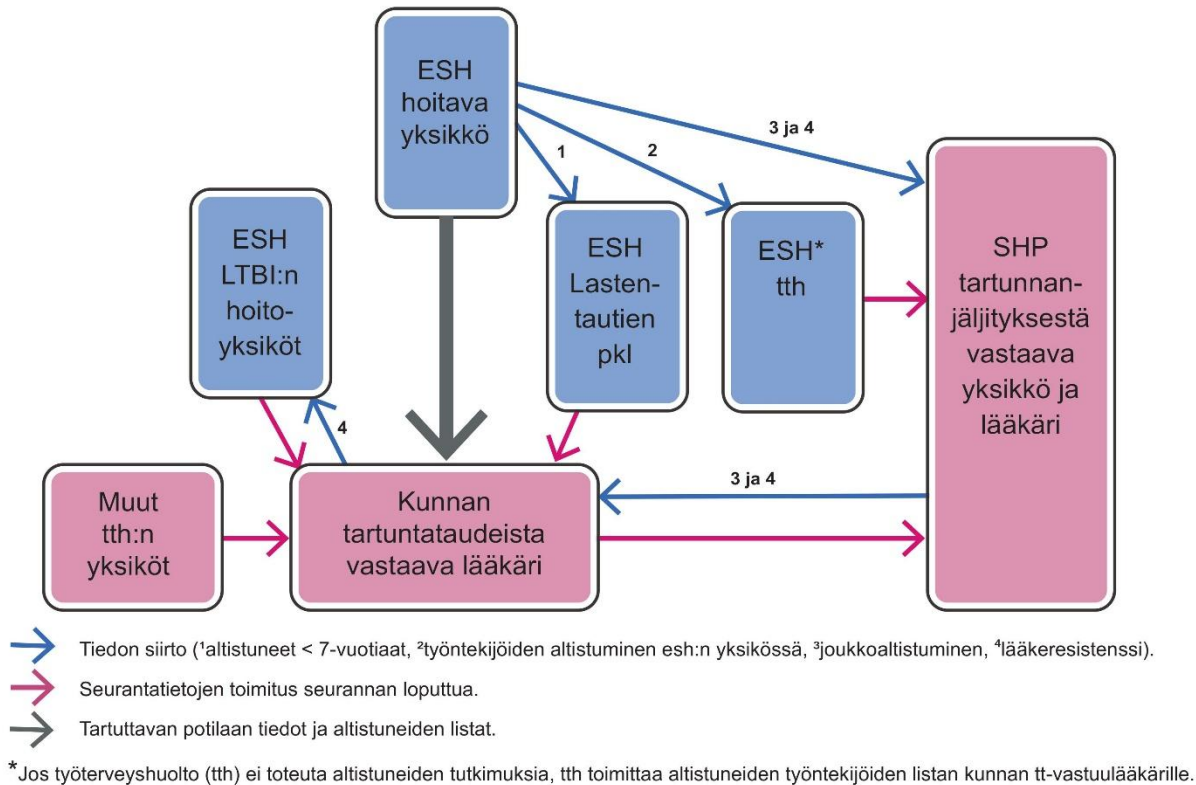 ESH
hoitava
yksikkö
3 ja 4
1
2
ESH
LTBI:n
hoito-
yksiköt
ESH
Lasten-
tautien
pkl
ESH*
tth
SHP
tartunnan-
jäljityksestä
vastaava
yksikkö ja
lääkäri
4
3 ja 4
Muut
tth:n
yksiköt
Kunnan
tartuntataudeista
vastaava lääkäri
Tiedon siirto (¹altistuneet < 7-vuotiaat, ²työntekijöiden altistuminen esh:n yksikössä, ³joukkoaltistuminen, ⁴lääkeresistenssi).
Seurantatietojen toimitus seurannan loputtua.
Tartuttavan potilaan tiedot ja altistuneiden listat.
*Jos työterveyshuolto (tth) ei toteuta altistuneiden tutkimuksia, tth toimittaa altistuneiden työntekijöiden listan kunnan tt-vastuulääkärille.